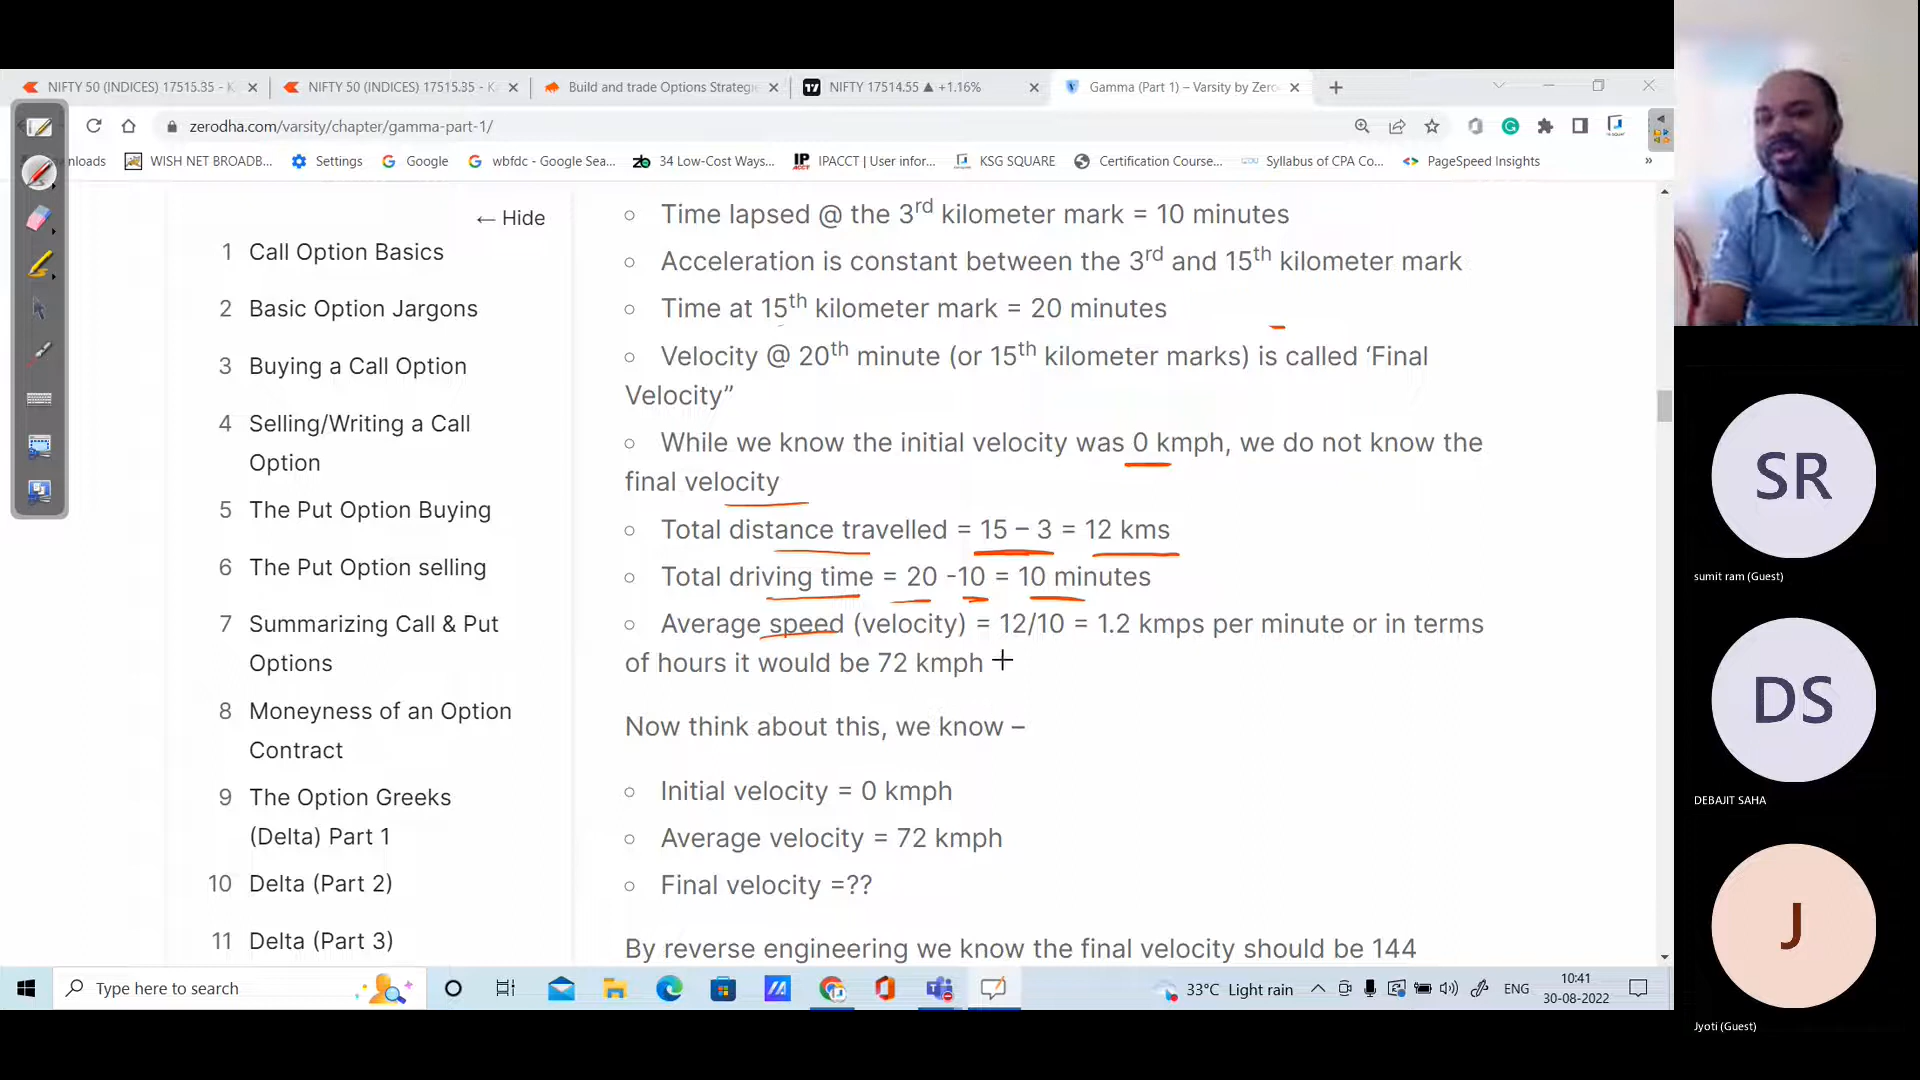 NIFTY 50 (INDICES) 17515.35 - K
NIFTY 50 (INDICES) 17515.35 - K
Build and trade Options Strategi
NIFTY 17514.55 ▲ +1.16%
Gamma (Part 1) – Varsity by Zero
zerodha.com/varsity/chapter/gamma-part-1/
WISH NET BROADB...
Settings
Google
wbfdc - Google Sea...
34 Low-Cost Ways...
IPACCT | User infor...
KSG SQUARE
Certification Course...
Syllabus of CPA Co...
PageSpeed Insights
»
← Hide
1 Call Option Basics
2 Basic Option Jargons
3 Buying a Call Option
4 Selling/Writing a Call
Option
5 The Put Option Buying
6 The Put Option selling
7 Summarizing Call & Put
Options
8 Moneyness of an Option
Contract
9 The Option Greeks
(Delta) Part 1
10 Delta (Part 2)
11 Delta (Part 3)
Time lapsed @ the 3rd kilometer mark = 10 minutes
Acceleration is constant between the 3rd and 15th kilometer mark
Time at 15th kilometer mark = 20 minutes
Velocity @ 20th minute (or 15th kilometer marks) is called ‘Final
Velocity”
While we know the initial velocity was 0 kmph, we do not know the
final velocity
Total distance travelled = 15 – 3 = 12 kms
Total driving time = 20 -10 = 10 minutes
Average speed (velocity) = 12/10 = 1.2 kmps per minute or in terms
of hours it would be 72 kmph
Now think about this, we know –
Initial velocity = 0 kmph
Average velocity = 72 kmph
Final velocity =??
By reverse engineering we know the final velocity should be 144
SR
sumit ram (Guest)
DS
DEBAJIT SAHA
J
Jyoti (Guest)
Type here to search
33°C Light rain
ENG
10:41
30-08-2022